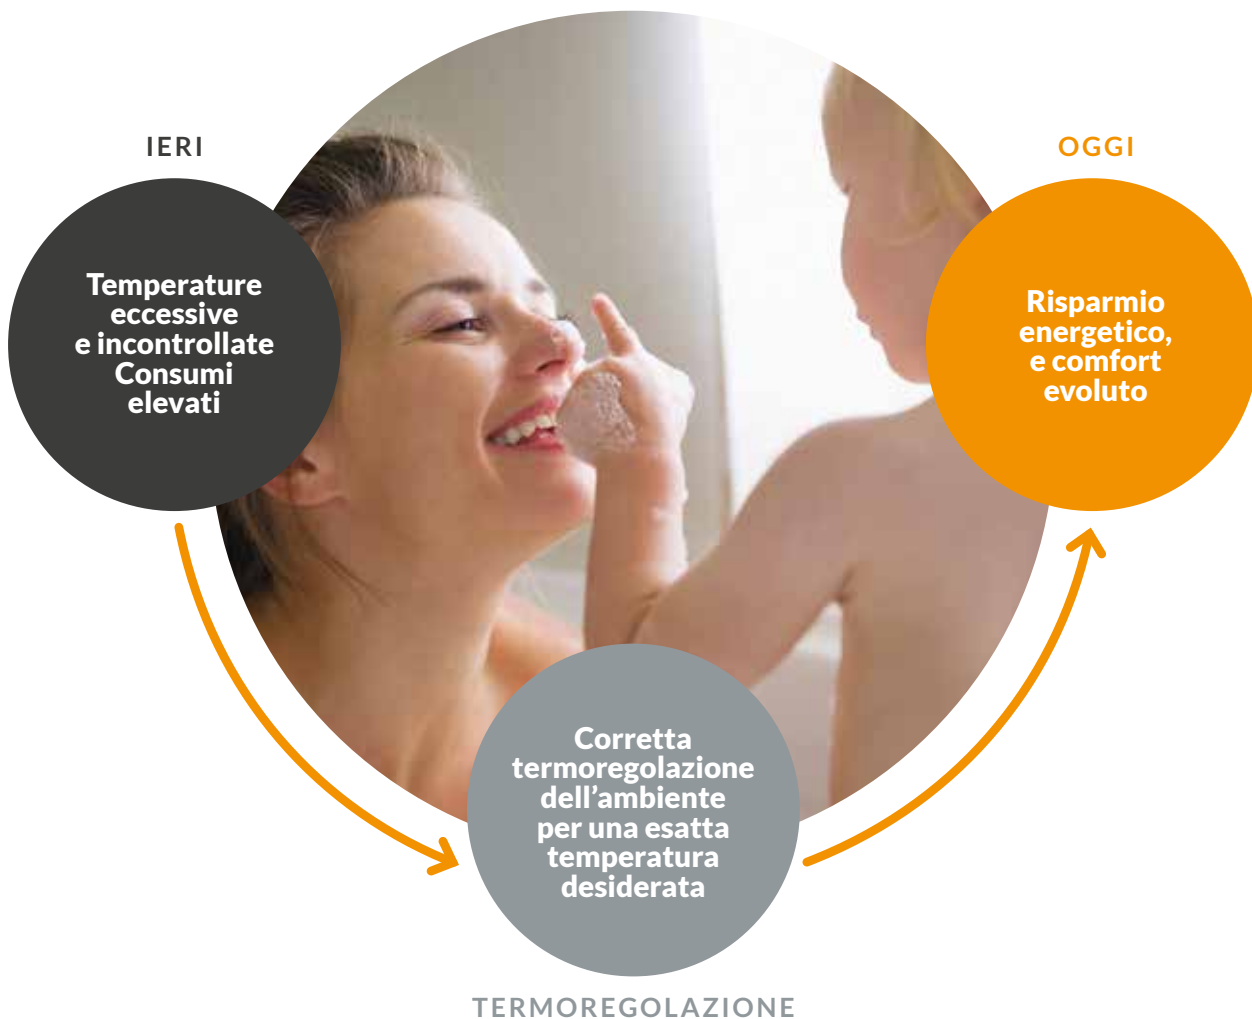 IERI
Temperature
eccessive
e incontrollate
Consumi
elevati
OGGI
Risparmio
energetico,
e comfort
evoluto
Corretta
termoregolazione
dell’ambiente
per una esatta
temperatura
desiderata
TERMOREGOLAZIONE